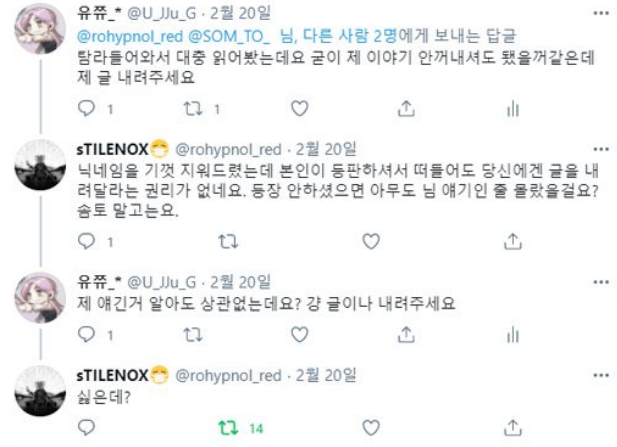 유쮸_* @U_JJu_G · 2월 20일
@rohypnol_red @SOM_TO_ 님, 다른 사람 2명에게 보내는 답글
탐라들어와서 대충 읽어봤는데요 굳이 제 이야기 안꺼내셔도 됐을꺼같은데
제 글 내려주세요
1 1
sTILENOX😷 @rohypnol_red · 2월 20일
닉네임을 기껏 지워드렸는데 본인이 등판하셔서 떠들어도 당신에겐 글을 내
려달라는 권리가 없네요. 등장 안하셨으면 아무도 님 얘기인 줄 몰랐을걸요?
솜토 말고는요.
1
유쮸_* @U_JJu_G · 2월 20일
제 얘긴거 알아도 상관없는데요? 걍 글이나 내려주세요
1
sTILENOX😷 @rohypnol_red · 2월 20일
싫은데?
14